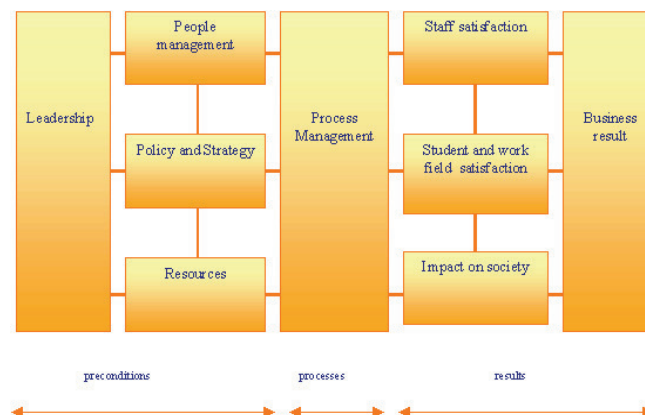 Leadership
People
management
Policy and Strategy
Resources
Process
Management
Staff satisfaction
Student and work
field satisfaction
Impact on society
Business
result
preconditions
processes
results